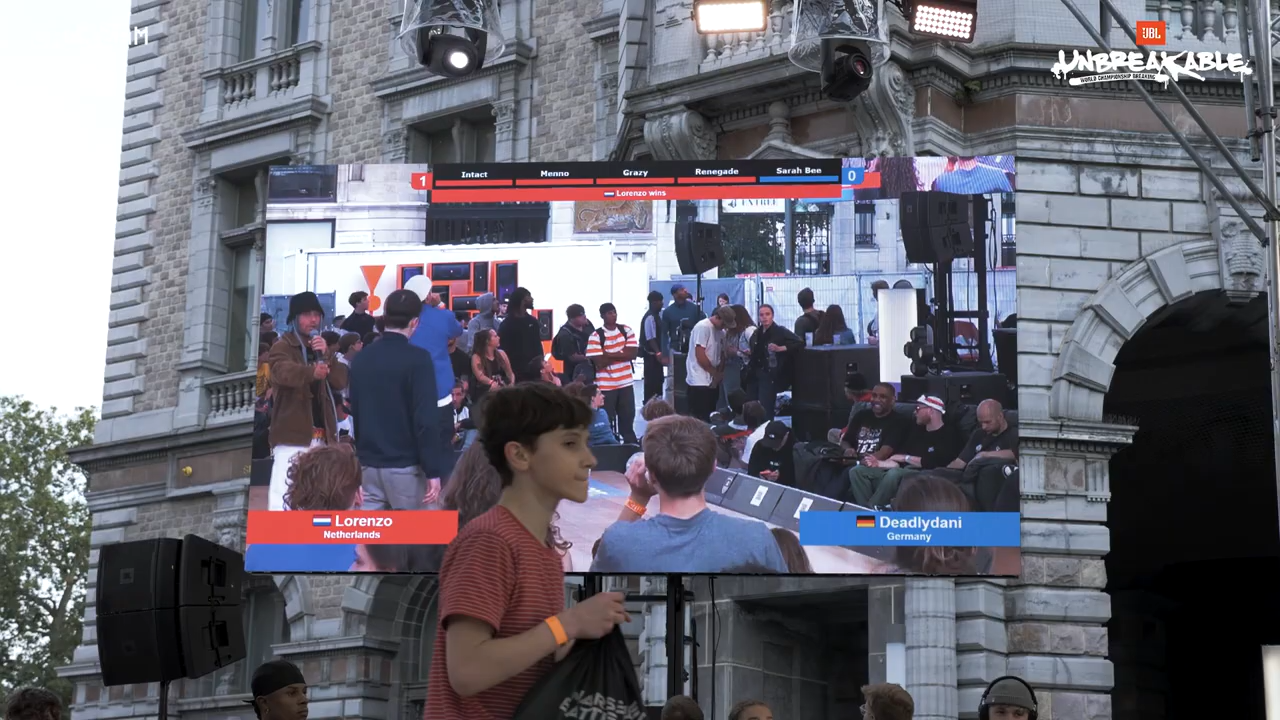 M
JBL
UNBREAKABLE
WORLD CHAMPIONSHIP BREAKING
1 Intact Menno Grazy Renegade Sarah Bee 0
Lorenzo wins
ENTREE
Lorenzo
Netherlands
Deadlydani
Germany